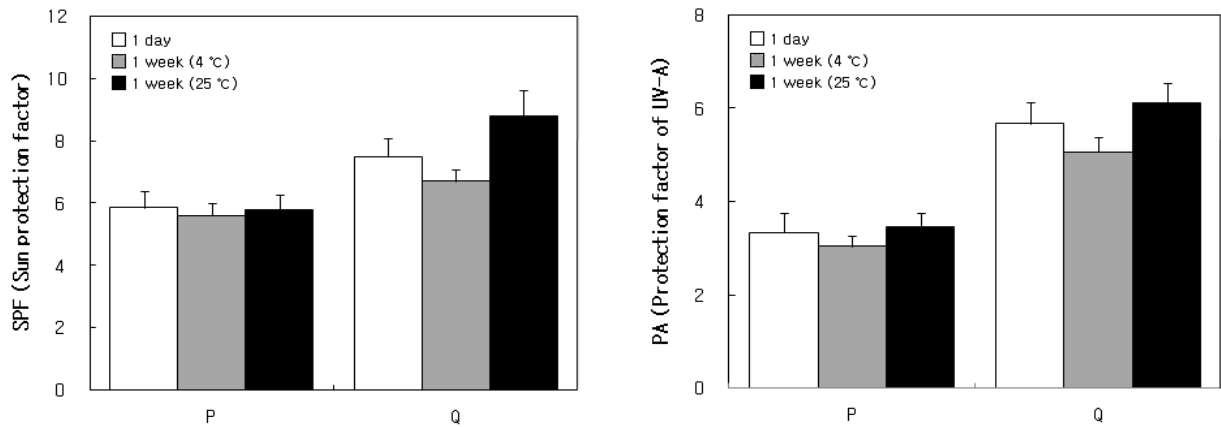 SPF (Sun protection factor)
12
10
8
6
4
2
0
1 day
1 week (4 ℃)
1 week (25 ℃)
P
Q
PA (Protection factor of UV-A)
8
6
4
2
0
1 day
1 week (4 ℃)
1 week (25 ℃)
P
Q